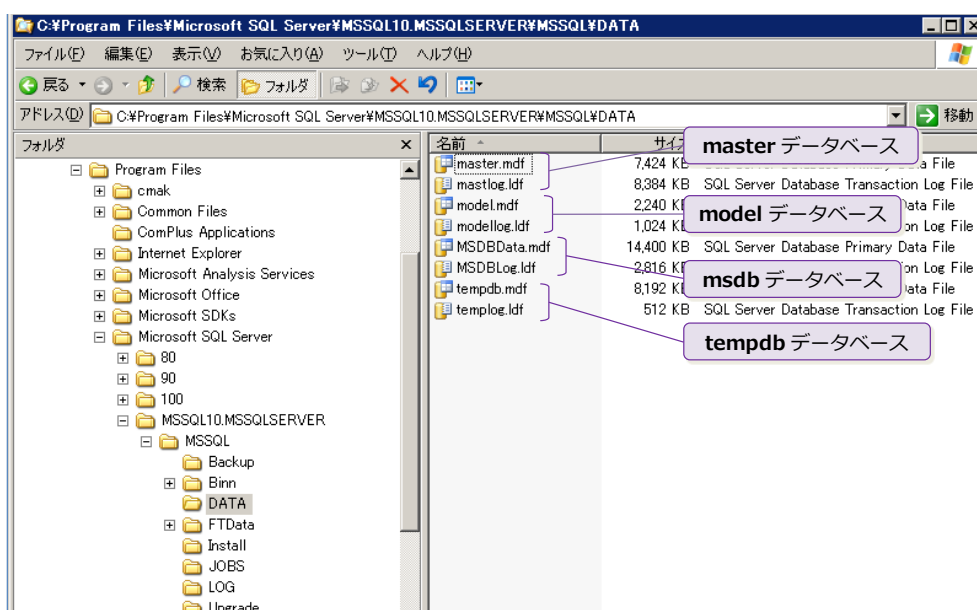 C:¥Program Files¥Microsoft SQL Server¥MSSQL10.MSSQLSERVER¥MSSQL¥DATA
ファイル(F) 編集(E) 表示(V) お気に入り(A) ツール(T) ヘルプ(H)
戻る 検索 フォルダ
アドレス(D) C:¥Program Files¥Microsoft SQL Server¥MSSQL10.MSSQLSERVER¥MSSQL¥DATA 移動
フォルダ
Program Files
cmak
Common Files
ComPlus Applications
Internet Explorer
Microsoft Analysis Services
Microsoft Office
Microsoft SDKs
Microsoft SQL Server
80
90
100
MSSQL10.MSSQLSERVER
MSSQL
Backup
Binn
DATA
FTData
Install
JOBS
LOG
Upgrade
名前
master.mdf 7,424 KB File
mastlog.ldf 8,384 KB SQL Server Database Transaction Log File
model.mdf 2,240 KB Data File
modellog.ldf 1,024 KB Log File
MSDBData.mdf 14,400 KB SQL Server Database Primary Data File
MSDBLog.ldf 2,816 KB Log File
tempdb.mdf 8,192 KB Data File
templog.ldf 512 KB SQL Server Database Transaction Log File
master データベース
model データベース
msdb データベース
tempdb データベース